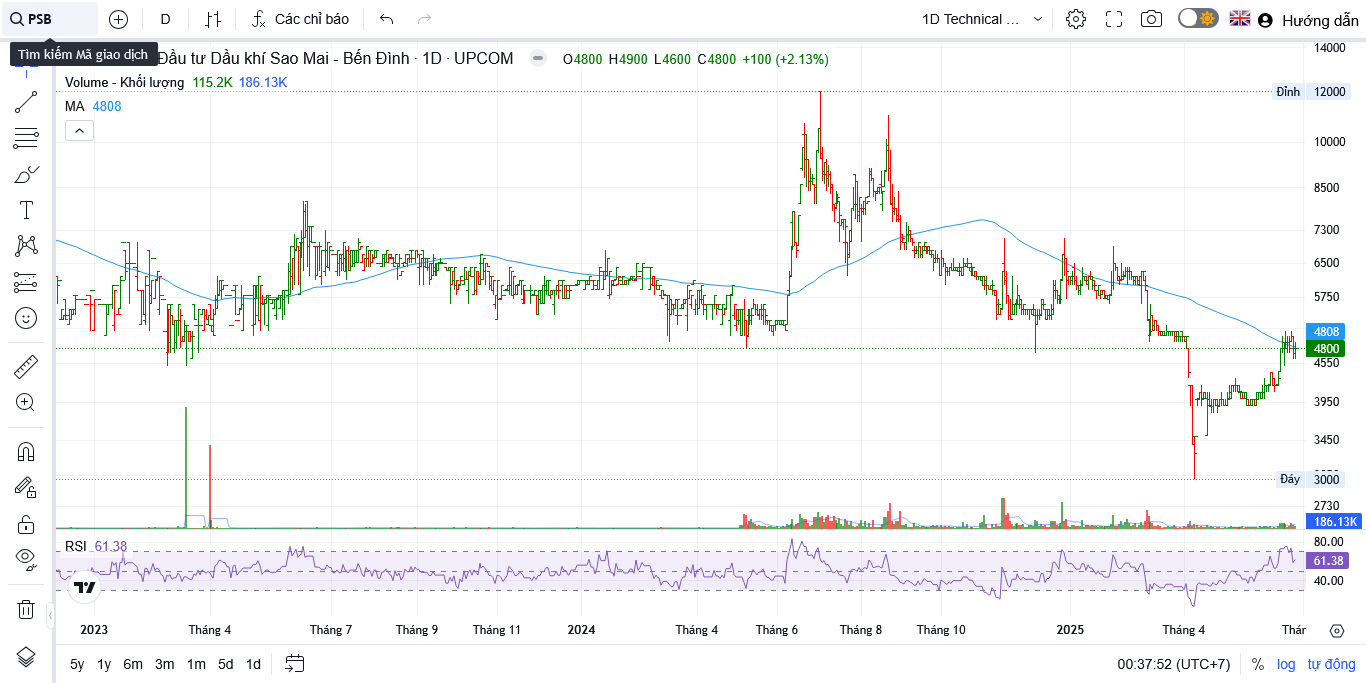 PSB
D
Các chỉ báo
1D Technical ...
Hướng dẫn
Tìm kiếm Mã giao dịch
Đầu tư Dầu khí Sao Mai - Bến Đình · 1D · UPCOM
O4800 H4900 L4600 C4800 +100 (+2.13%)
Volume - Khối lượng 115.2K 186.13K
MA 4808
14000
Đỉnh 12000
10000
8500
7300
6500
5750
4808
4800
4550
3950
3450
Đáy 3000
2730
186.13K
RSI 61.38
80.00
61.38
40.00
2023 Tháng 4 Tháng 7 Tháng 9 Tháng 11 2024 Tháng 4 Tháng 6 Tháng 8 Tháng 10 2025 Tháng 4 Thár
5y 1y 6m 3m 1m 5d 1d
00:37:52 (UTC+7) % log tự động